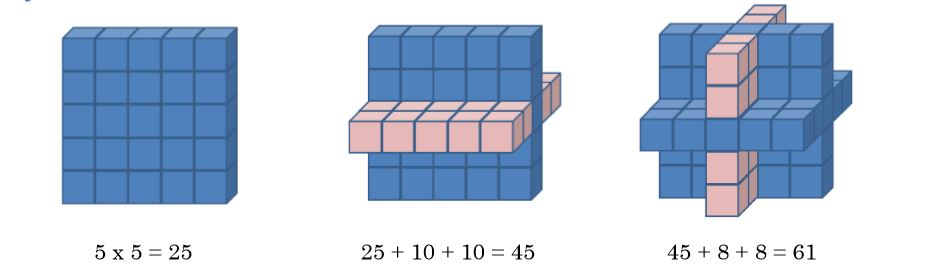 5 x 5 = 25
25 + 10 + 10 = 45
45 + 8 + 8 = 61